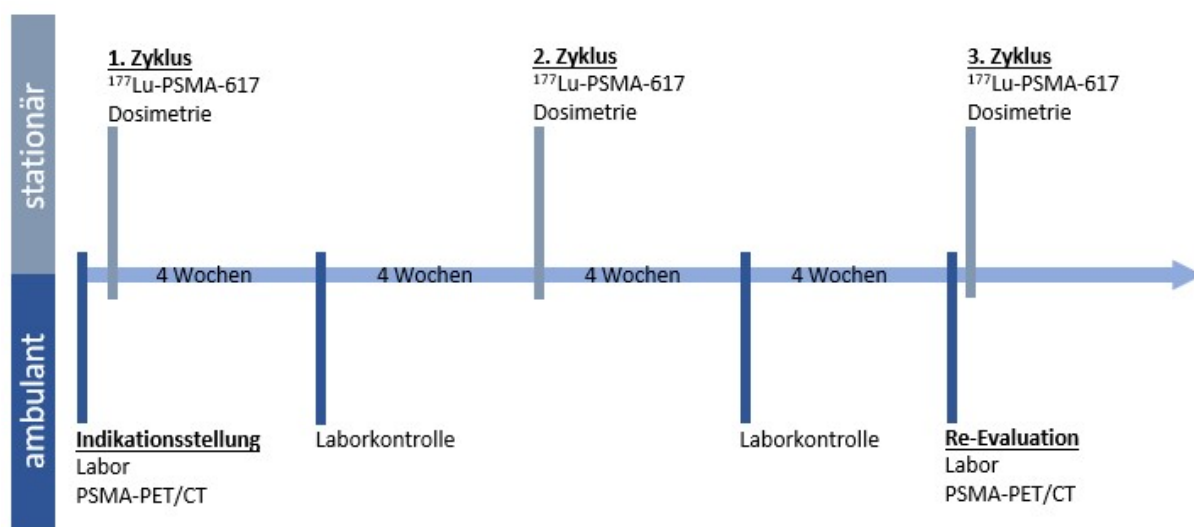 stationär
ambulant
1. Zyklus
¹⁷⁷Lu-PSMA-617
Dosimetrie
2. Zyklus
¹⁷⁷Lu-PSMA-617
Dosimetrie
3. Zyklus
¹⁷⁷Lu-PSMA-617
Dosimetrie
4 Wochen
4 Wochen
4 Wochen
4 Wochen
Indikationsstellung
Labor
PSMA-PET/CT
Laborkontrolle
Laborkontrolle
Re-Evaluation
Labor
PSMA-PET/CT